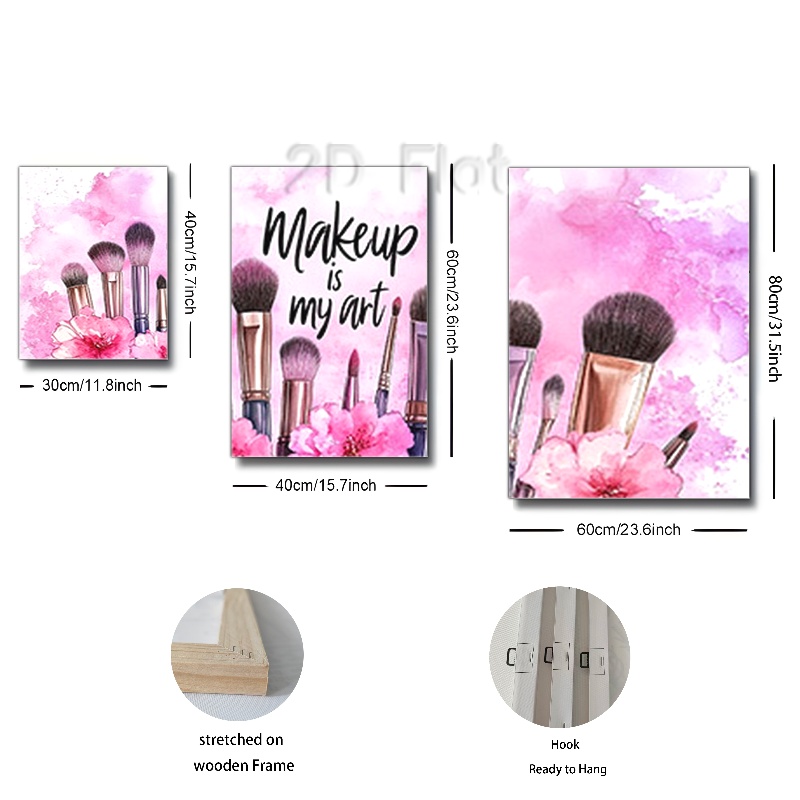 2D Flat
Makeup
is
my art
40cm/15.7inch
60cm/23.6inch
80cm/31.5inch
30cm/11.8inch
40cm/15.7inch
60cm/23.6inch
stretched on
wooden Frame
Hook
Ready to Hang